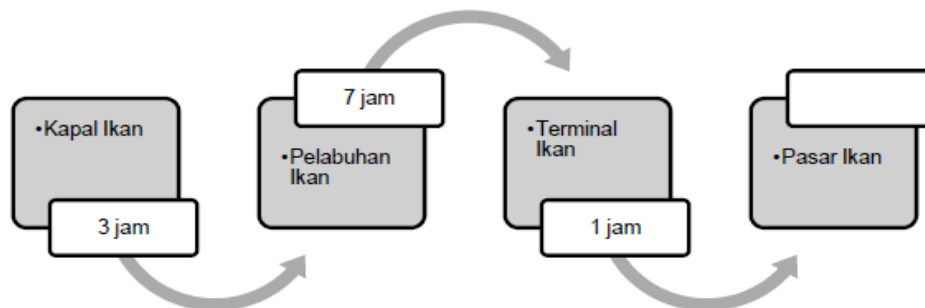 •Kapal Ikan
3 jam
7 jam
•Pelabuhan
Ikan
•Terminal
Ikan
1 jam
•Pasar Ikan